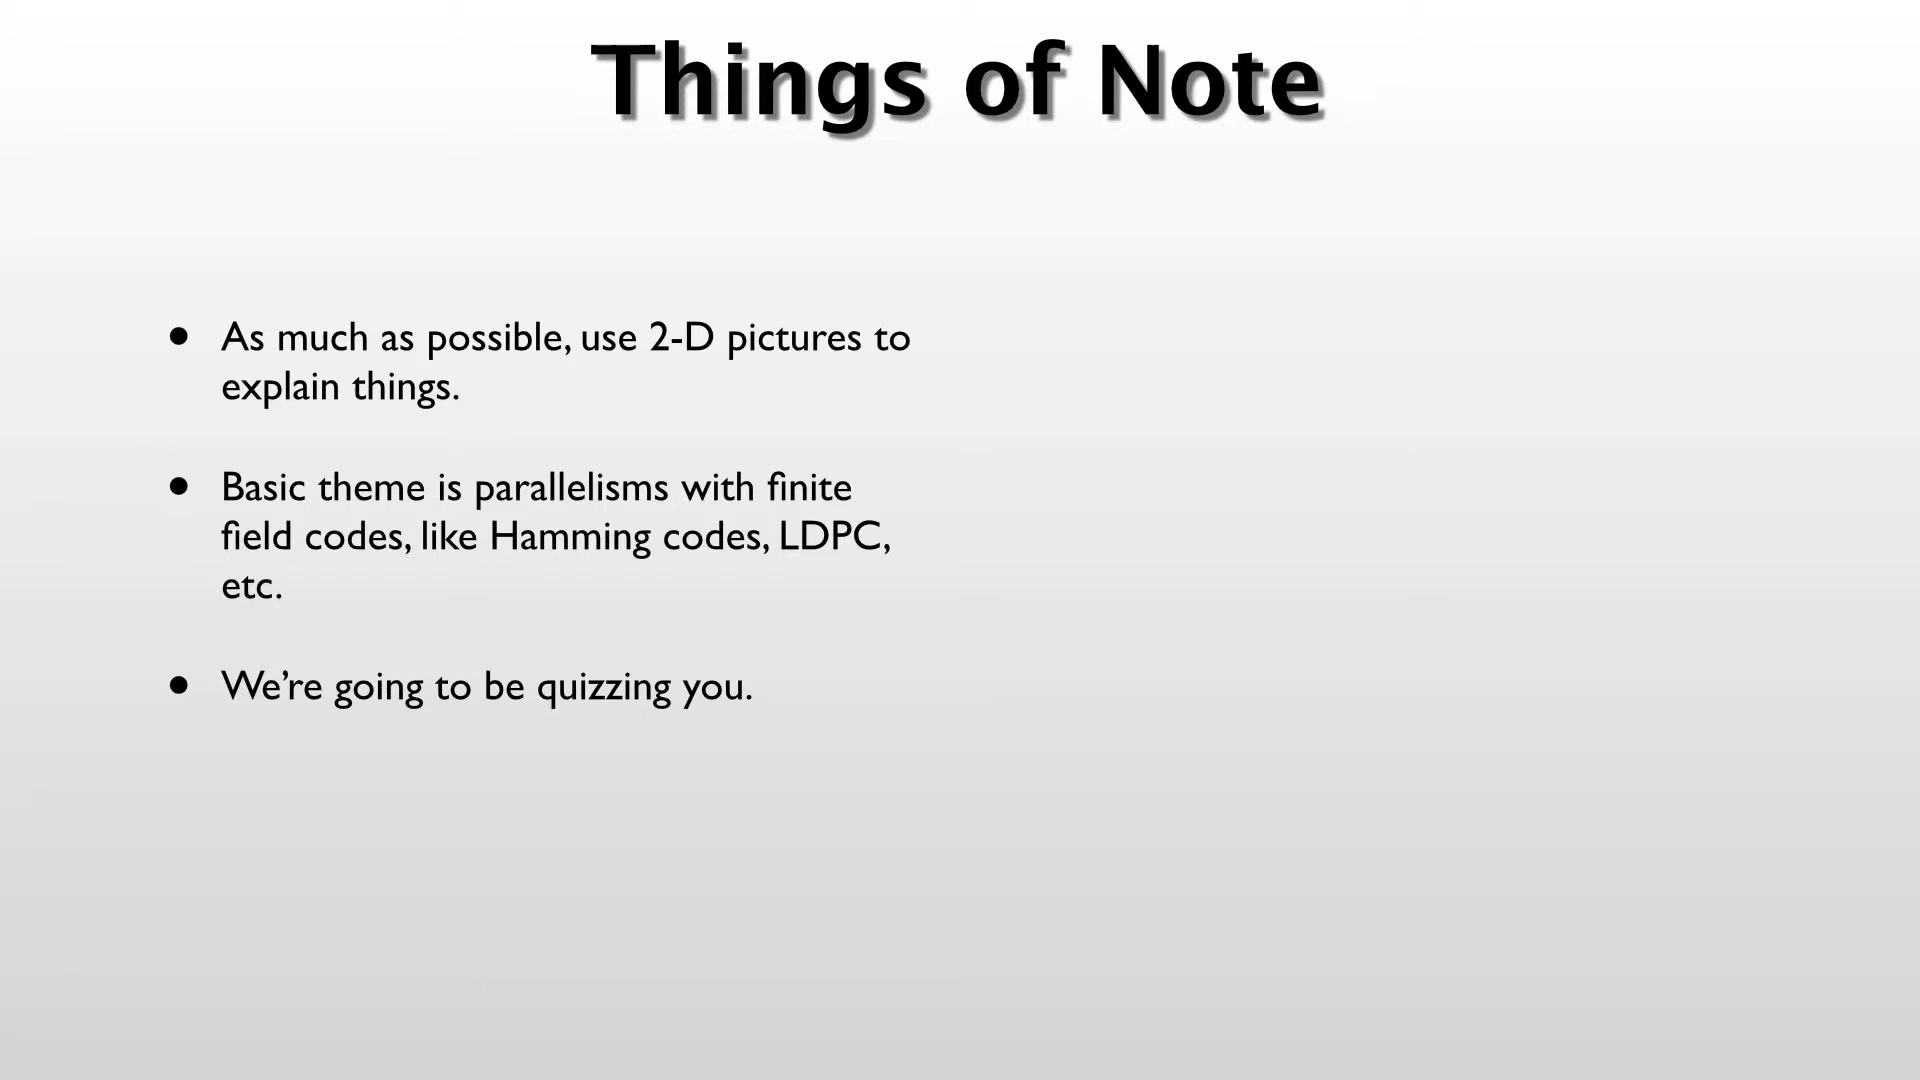 Things of Note
• As much as possible, use 2-D pictures to
explain things.
• Basic theme is parallelisms with finite
field codes, like Hamming codes, LDPC,
etc.
• We’re going to be quizzing you.